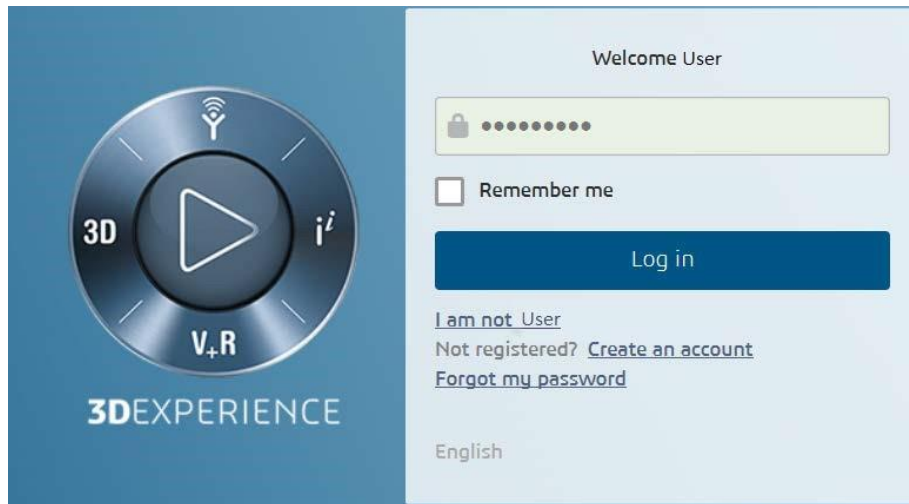 Welcome User
•••••••••
Remember me
Log in
I am not User
Not registered? Create an account
Forgot my password
English
3D
iⁱ
V+R
3DEXPERIENCE